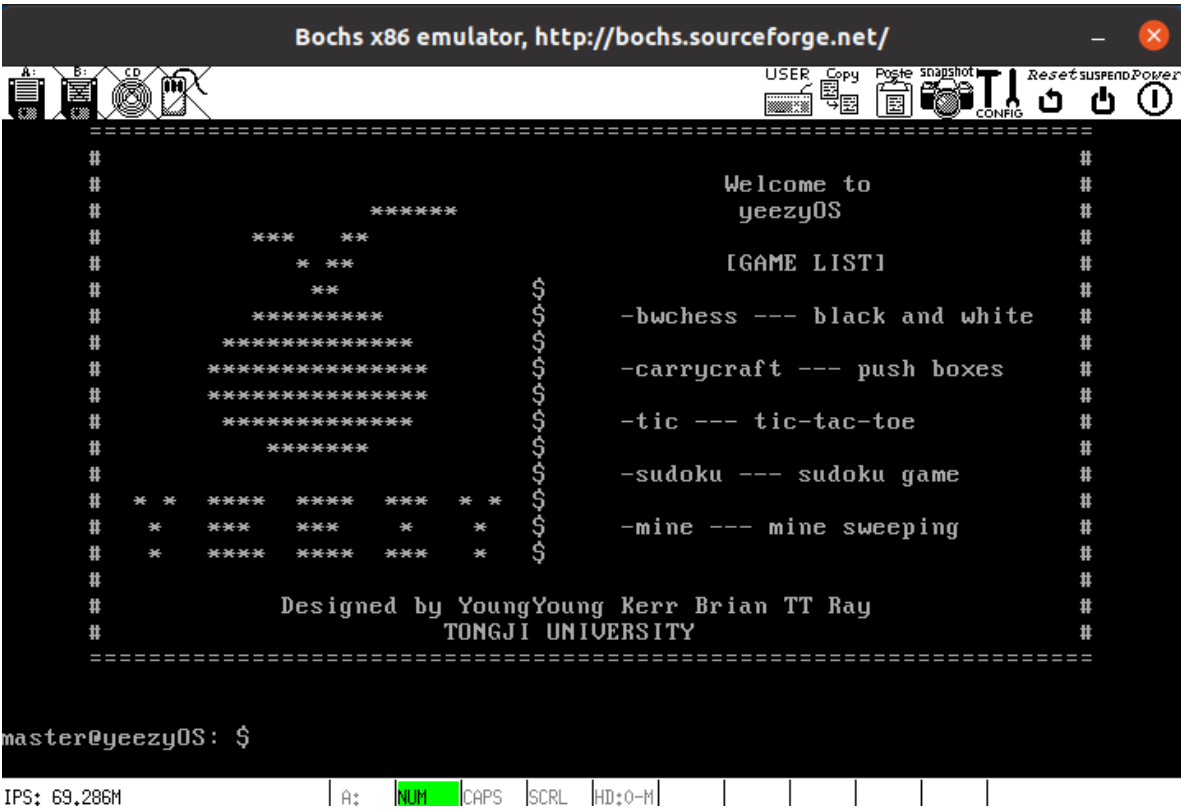 Bochs x86 emulator, http://bochs.sourceforge.net/
A: B: CD USER Copy Paste snapshot CONFIG Reset SUSPEND Power
====================================================================
# #
# Welcome to #
# ****** yeezyOS #
# *** ** #
# * ** [GAME LIST] #
# ** $ #
# ********* $ -bwchess --- black and white #
# ************* $ #
# *************** $ -carrycraft --- push boxes #
# *************** $ #
# ************* $ -tic --- tic-tac-toe #
# ******* $ #
# $ -sudoku --- sudoku game #
# * * **** **** *** * * $ #
# * *** *** * * $ -mine --- mine sweeping #
# * **** **** *** * $ #
# #
# Designed by YoungYoung Kerr Brian TT Ray #
# TONGJI UNIVERSITY #
====================================================================
master@yeezyOS: $
IPS: 69.286M A: NUM CAPS SCRL HD:0-M